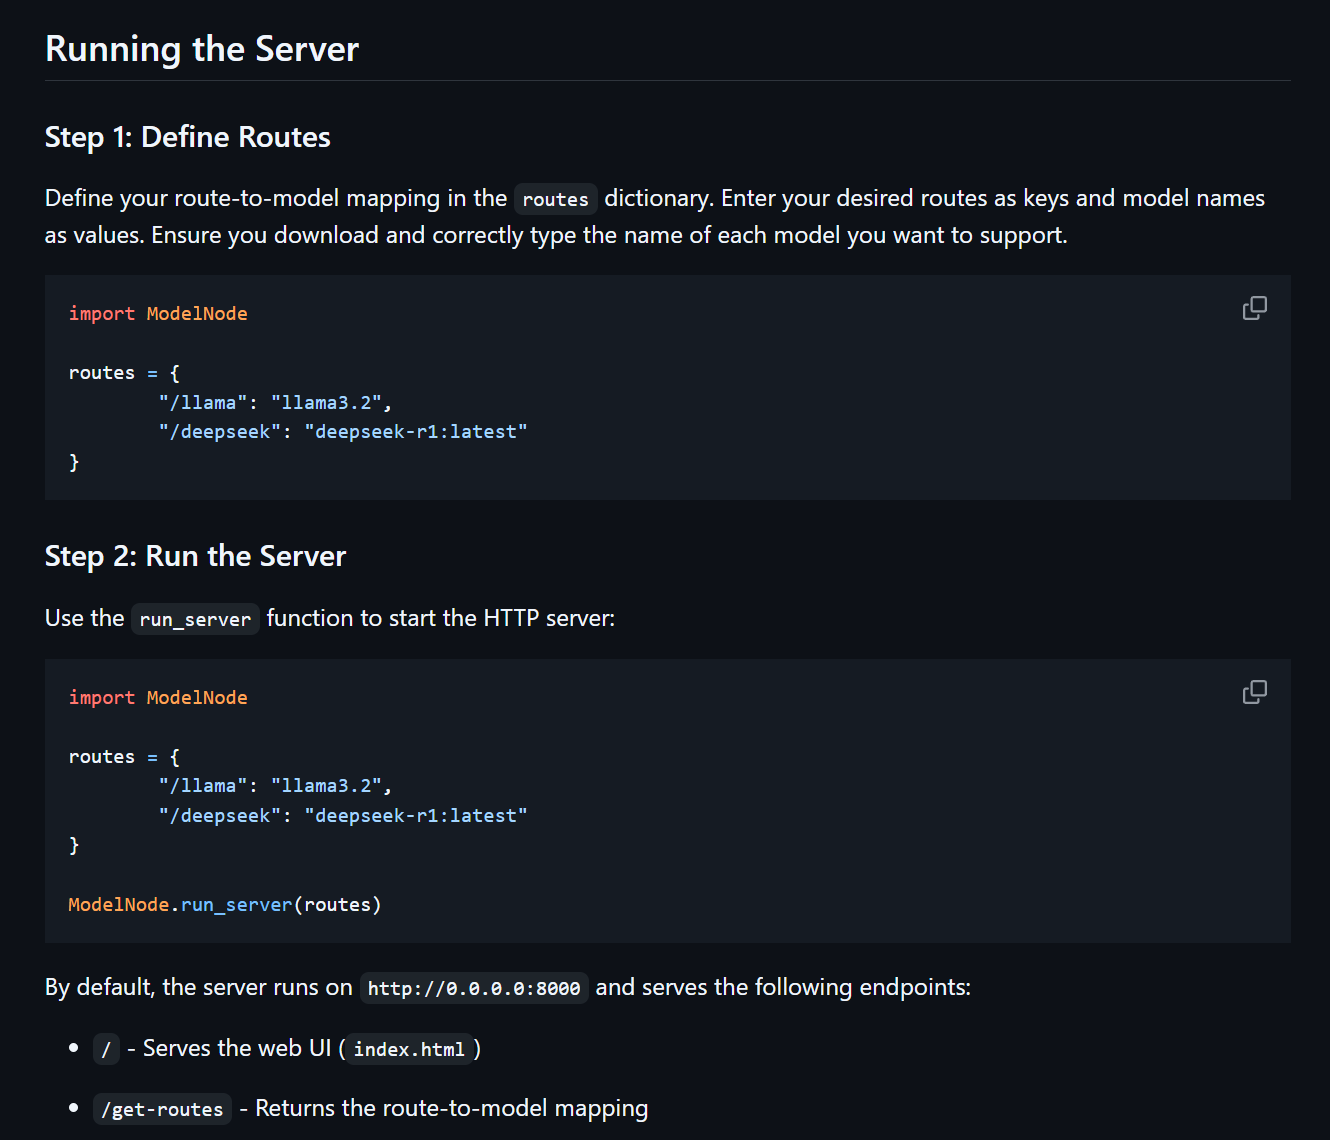 Running the Server
Step 1: Define Routes
Define your route-to-model mapping in the routes dictionary. Enter your desired routes as keys and model names
as values. Ensure you download and correctly type the name of each model you want to support.
import ModelNode
routes = {
        "/llama": "llama3.2",
        "/deepseek": "deepseek-r1:latest"
}
Step 2: Run the Server
Use the run_server function to start the HTTP server:
import ModelNode
routes = {
        "/llama": "llama3.2",
        "/deepseek": "deepseek-r1:latest"
}
ModelNode.run_server(routes)
By default, the server runs on http://0.0.0.0:8000 and serves the following endpoints:
• / - Serves the web UI (index.html)
• /get-routes - Returns the route-to-model mapping